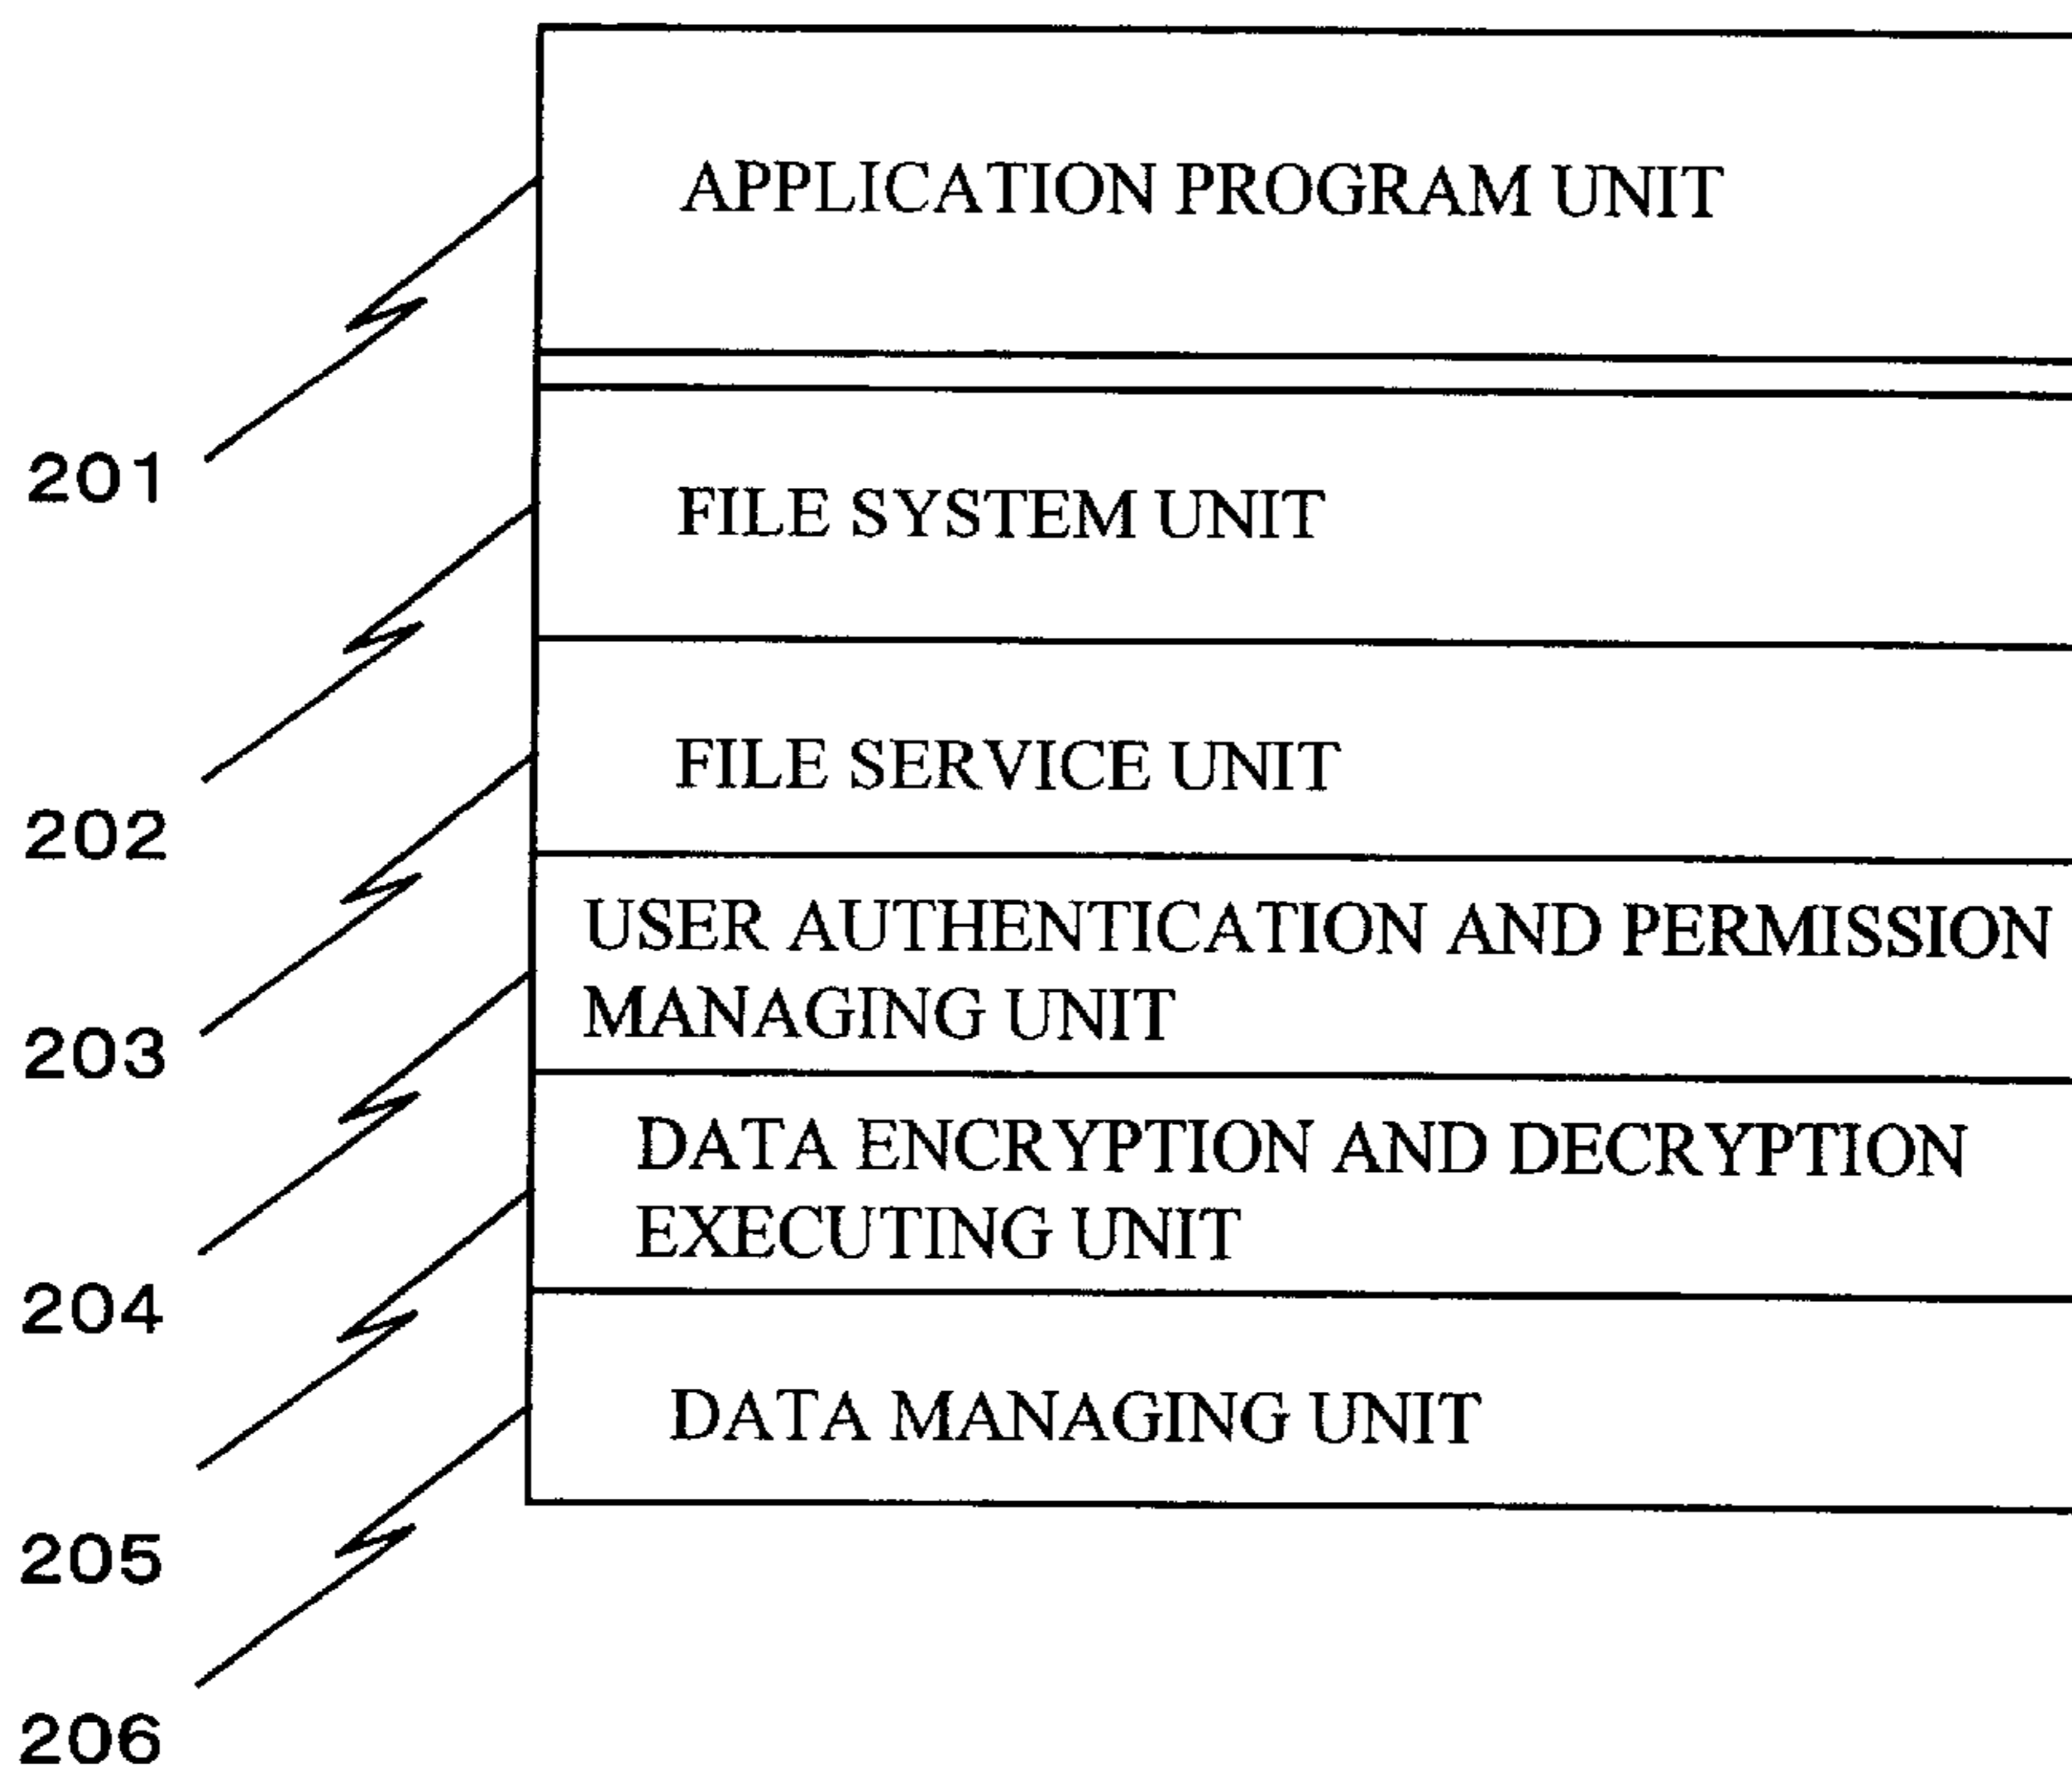 APPLICATION PROGRAM UNIT
201
FILE SYSTEM UNIT
202
FILE SERVICE UNIT
203
USER AUTHENTICATION AND PERMISSION
MANAGING UNIT
204
DATA ENCRYPTION AND DECRYPTION
EXECUTING UNIT
205
DATA MANAGING UNIT
206